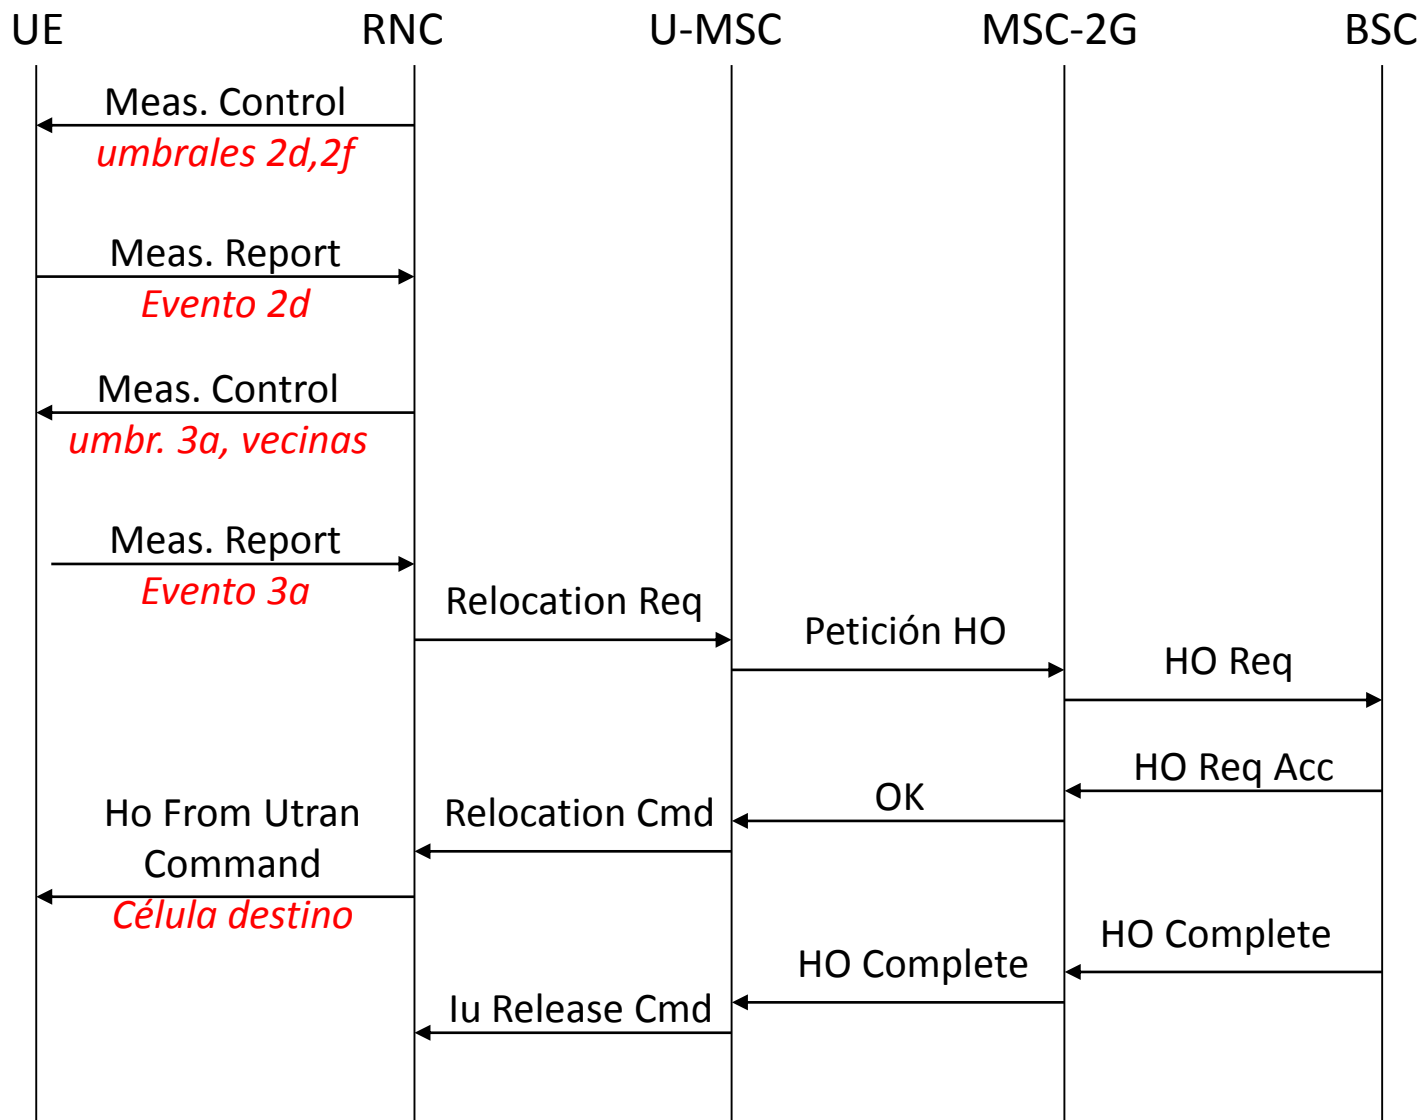 UE RNC U-MSC MSC-2G BSC
Meas. Control
umbrales 2d,2f
Meas. Report
Evento 2d
Meas. Control
umbr. 3a, vecinas
Meas. Report
Evento 3a
Relocation Req
Petición HO
HO Req
HO Req Acc
OK
Relocation Cmd
Ho From Utran
Command
Célula destino
HO Complete
HO Complete
Iu Release Cmd